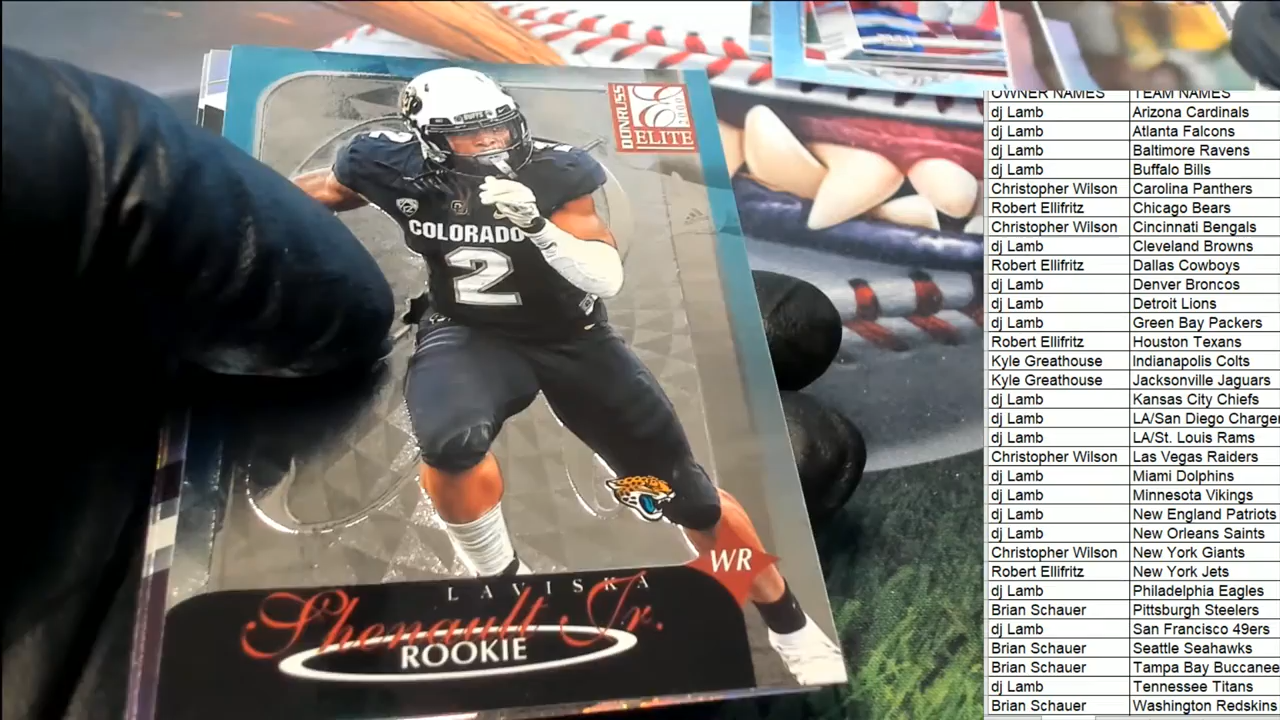 DONRUSS
2000
ELITE
BUFFS
2
COLORADO
2
WR
LAVISKA
Shenault Jr.
ROOKIE
OWNER NAMES TEAM NAMES
dj Lamb Arizona Cardinals
dj Lamb Atlanta Falcons
dj Lamb Baltimore Ravens
dj Lamb Buffalo Bills
Christopher Wilson Carolina Panthers
Robert Ellifritz Chicago Bears
Christopher Wilson Cincinnati Bengals
dj Lamb Cleveland Browns
Robert Ellifritz Dallas Cowboys
dj Lamb Denver Broncos
dj Lamb Detroit Lions
dj Lamb Green Bay Packers
Robert Ellifritz Houston Texans
Kyle Greathouse Indianapolis Colts
Kyle Greathouse Jacksonville Jaguars
dj Lamb Kansas City Chiefs
dj Lamb LA/San Diego Charge
dj Lamb LA/St. Louis Rams
Christopher Wilson Las Vegas Raiders
dj Lamb Miami Dolphins
dj Lamb Minnesota Vikings
dj Lamb New England Patriots
dj Lamb New Orleans Saints
Christopher Wilson New York Giants
Robert Ellifritz New York Jets
dj Lamb Philadelphia Eagles
Brian Schauer Pittsburgh Steelers
dj Lamb San Francisco 49ers
Brian Schauer Seattle Seahawks
Brian Schauer Tampa Bay Buccanee
dj Lamb Tennessee Titans
Brian Schauer Washington Redskins